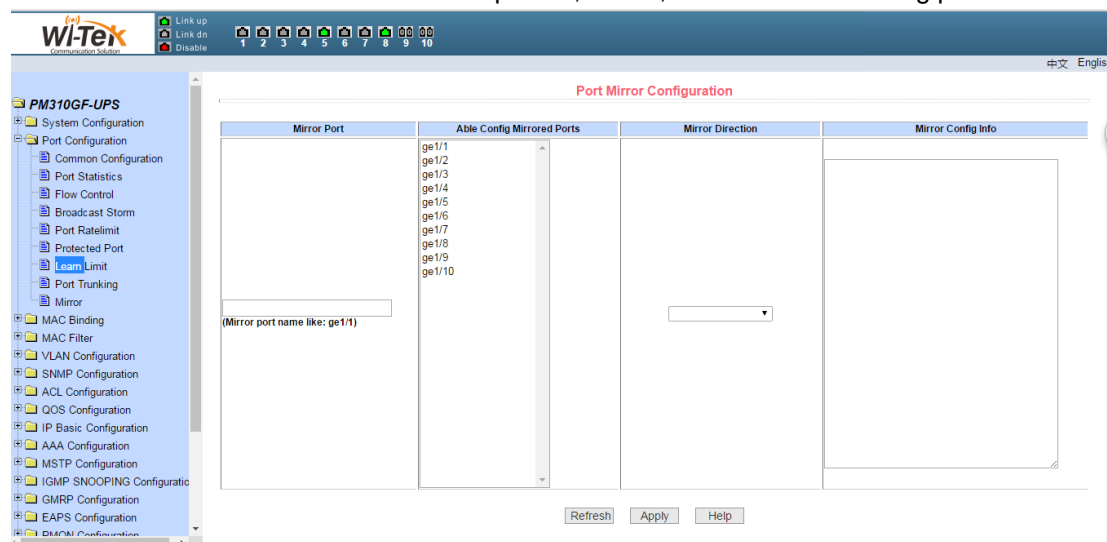 Wi-Tek
Communication Solution
Link up
Link dn
Disable
1 2 3 4 5 6 7 8 9 10
中文 Englis
PM310GF-UPS
System Configuration
Port Configuration
Common Configuration
Port Statistics
Flow Control
Broadcast Storm
Port Ratelimit
Protected Port
Learn Limit
Port Trunking
Mirror
MAC Binding
MAC Filter
VLAN Configuration
SNMP Configuration
ACL Configuration
QOS Configuration
IP Basic Configuration
AAA Configuration
MSTP Configuration
IGMP SNOOPING Configuratio
GMRP Configuration
EAPS Configuration
RMON Configuration
Port Mirror Configuration
Mirror Port Able Config Mirrored Ports Mirror Direction Mirror Config Info
ge1/1
ge1/2
ge1/3
ge1/4
ge1/5
ge1/6
ge1/7
ge1/8
ge1/9
ge1/10
(Mirror port name like: ge1/1)
Refresh Apply Help